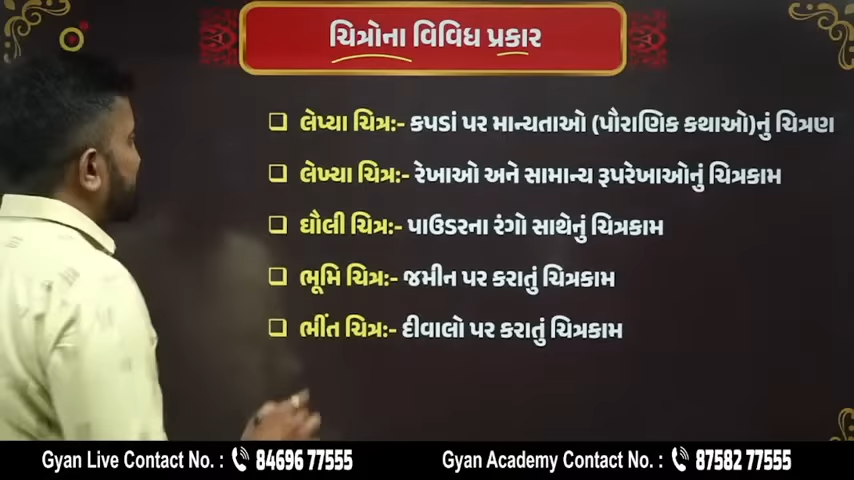 ચિત્રોના વિવિધ પ્રકાર
લેપ્યા ચિત્ર:- કપડાં પર માન્યતાઓ (પૌરાણિક કથાઓ)નું ચિત્રણ
લેખ્યા ચિત્ર:- રેખાઓ અને સામાન્ય રૂપરેખાઓનું ચિત્રકામ
ધૌલી ચિત્ર:- પાઉડરના રંગો સાથેનું ચિત્રકામ
ભૂમિ ચિત્ર:- જમીન પર કરાતું ચિત્રકામ
ભીંત ચિત્ર:- દીવાલો પર કરાતું ચિત્રકામ
Gyan Live Contact No. : 84696 77555 Gyan Academy Contact No. : 87582 77555